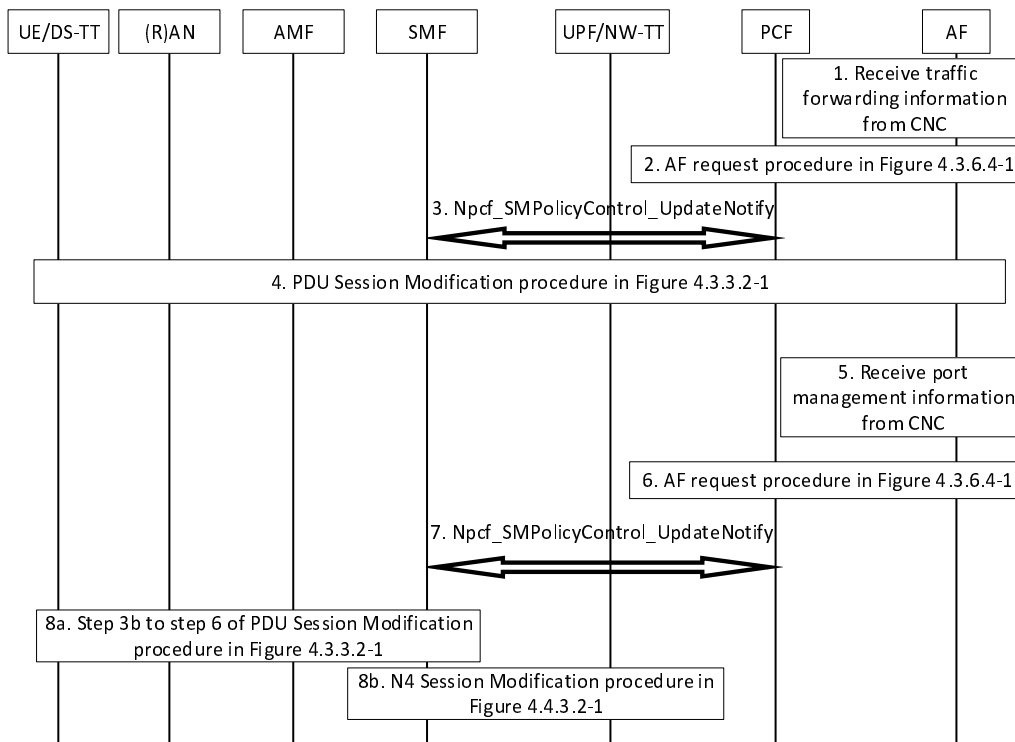 UE/DS-TT
(R)AN
AMF
SMF
UPF/NW-TT
PCF
AF
1. Receive traffic
forwarding information
from CNC
2. AF request procedure in Figure 4.3.6.4-1
3. Npcf_SMPolicyControl_UpdateNotify
4. PDU Session Modification procedure in Figure 4.3.3.2-1
5. Receive port
management information
from CNC
6. AF request procedure in Figure 4.3.6.4-1
7. Npcf_SMPolicyControl_UpdateNotify
8a. Step 3b to step 6 of PDU Session Modification
procedure in Figure 4.3.3.2-1
8b. N4 Session Modification procedure in
Figure 4.4.3.2-1